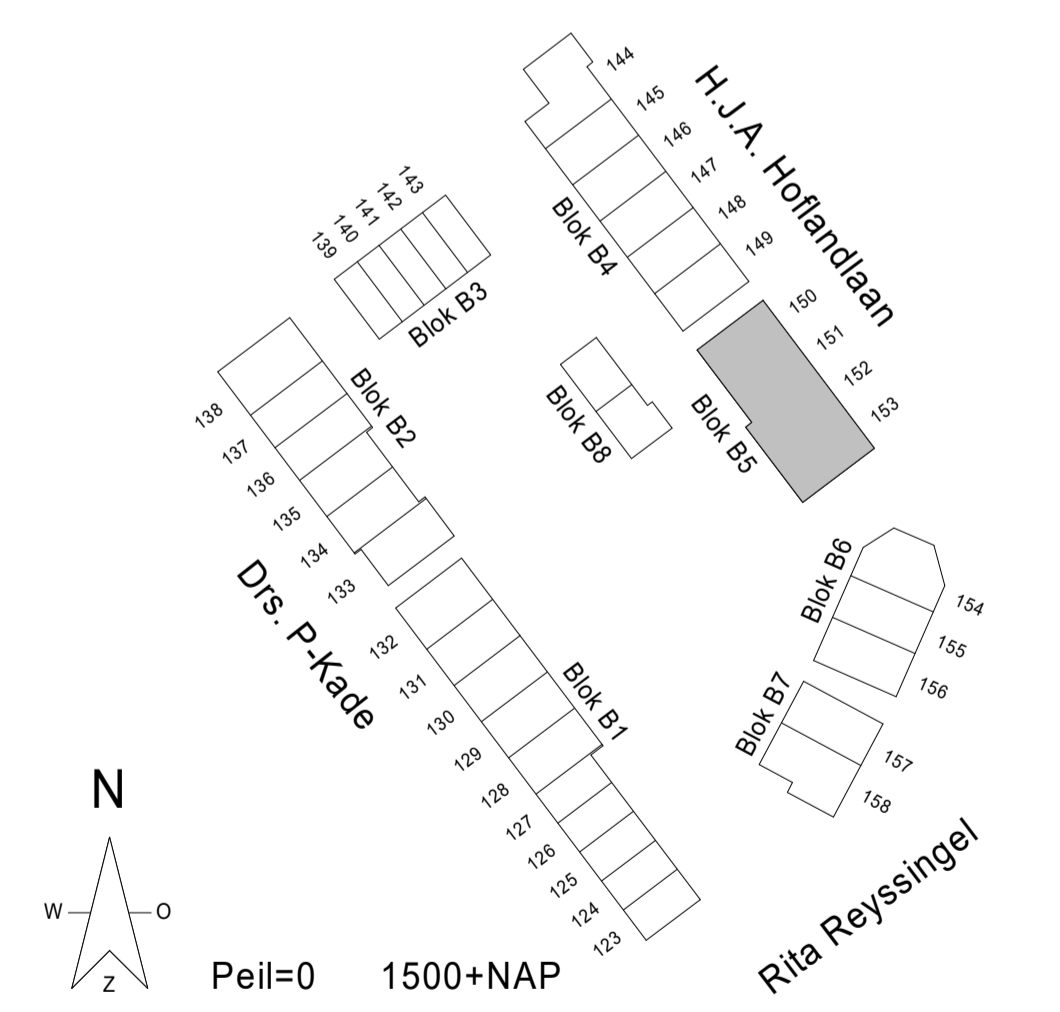 144
145
146
147
148
149
H.J.A. Hoflandlaan
Blok B4
143
142
141
140
139
Blok B3
150
151
152
153
Blok B5
Blok B8
Blok B2
138
137
136
135
134
133
Drs. P-Kade
132
131
130
129
128
127
126
125
124
123
Blok B1
Blok B6
154
155
156
Blok B7
157
158
Rita Reyssingel
N
W
O
Z
Peil=0 1500+NAP